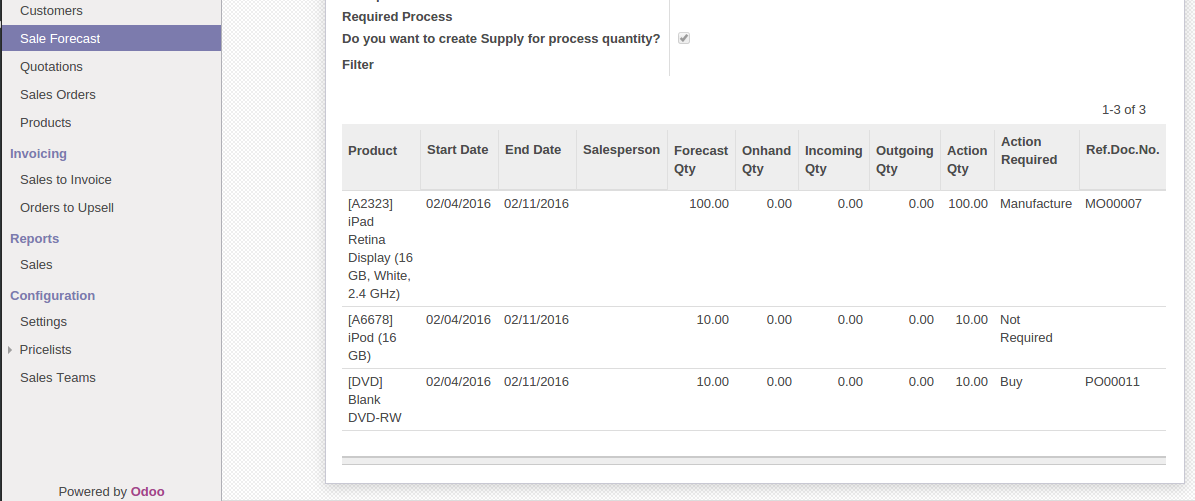 Customers
Sale Forecast
Quotations
Sales Orders
Products
Invoicing
Sales to Invoice
Orders to Upsell
Reports
Sales
Configuration
Settings
Pricelists
Sales Teams
Powered by Odoo
Required Process
Do you want to create Supply for process quantity?
Filter
1-3 of 3
Product Start Date End Date Salesperson Forecast Qty Onhand Qty Incoming Qty Outgoing Qty Action Qty Action Required Ref.Doc.No.
[A2323] 02/04/2016 02/11/2016 100.00 0.00 0.00 0.00 100.00 Manufacture MO00007
iPad
Retina
Display (16
GB, White,
2.4 GHz)
[A6678] 02/04/2016 02/11/2016 10.00 0.00 0.00 0.00 10.00 Not
iPod (16 Required
GB)
[DVD] 02/04/2016 02/11/2016 10.00 0.00 0.00 0.00 10.00 Buy PO00011
Blank
DVD-RW